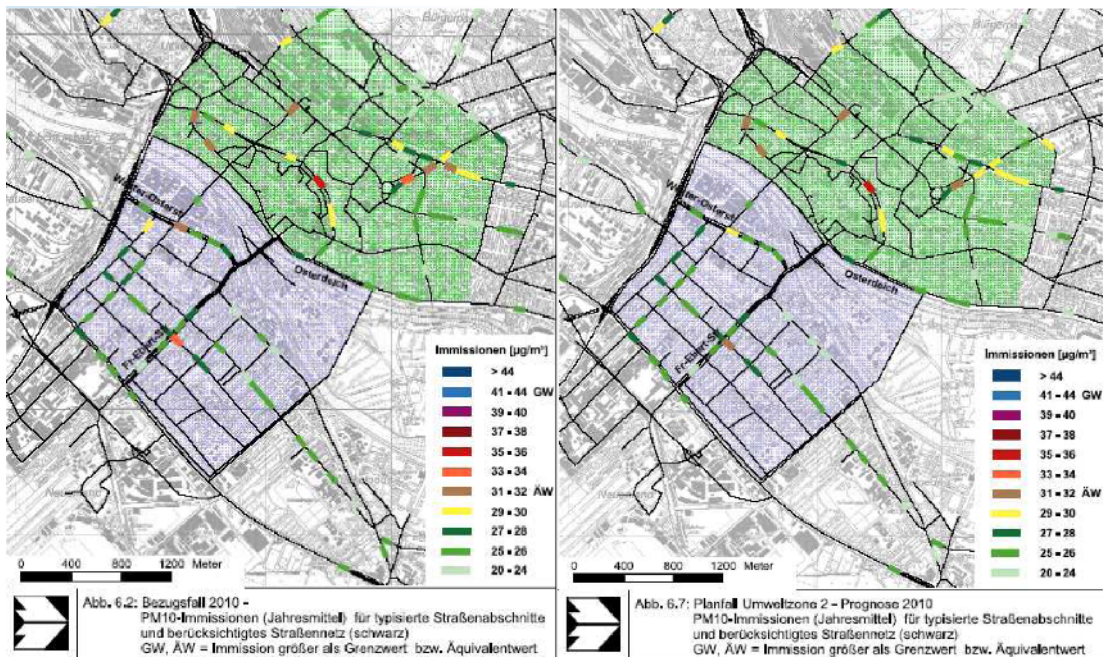 Osterdeich
Fr-Ebert-St
Immissionen [µg/m³]
> 44
41 - 44 GW
39 - 40
37 - 38
35 - 36
33 - 34
31 - 32 ÄW
29 - 30
27 - 28
25 - 26
20 - 24
0 400 800 1200 Meter
Abb. 6.2: Bezugsfall 2010 -
PM10-Immissionen (Jahresmittel) für typisierte Straßenabschnitte
und berücksichtigtes Straßennetz (schwarz)
GW, ÄW = Immission größer als Grenzwert bzw. Äquivalentwert
Osterdeich
Fr-Ebert-St
Immissionen [µg/m³]
> 44
41 - 44 GW
39 - 40
37 - 38
35 - 36
33 - 34
31 - 32 ÄW
29 - 30
27 - 28
25 - 26
20 - 24
0 400 800 1200 Meter
Abb. 6.7: Planfall Umweltzone 2 - Prognose 2010
PM10-Immissionen (Jahresmittel) für typisierte Straßenabschnitte
und berücksichtigtes Straßennetz (schwarz)
GW, ÄW = Immission größer als Grenzwert bzw. Äquivalentwert